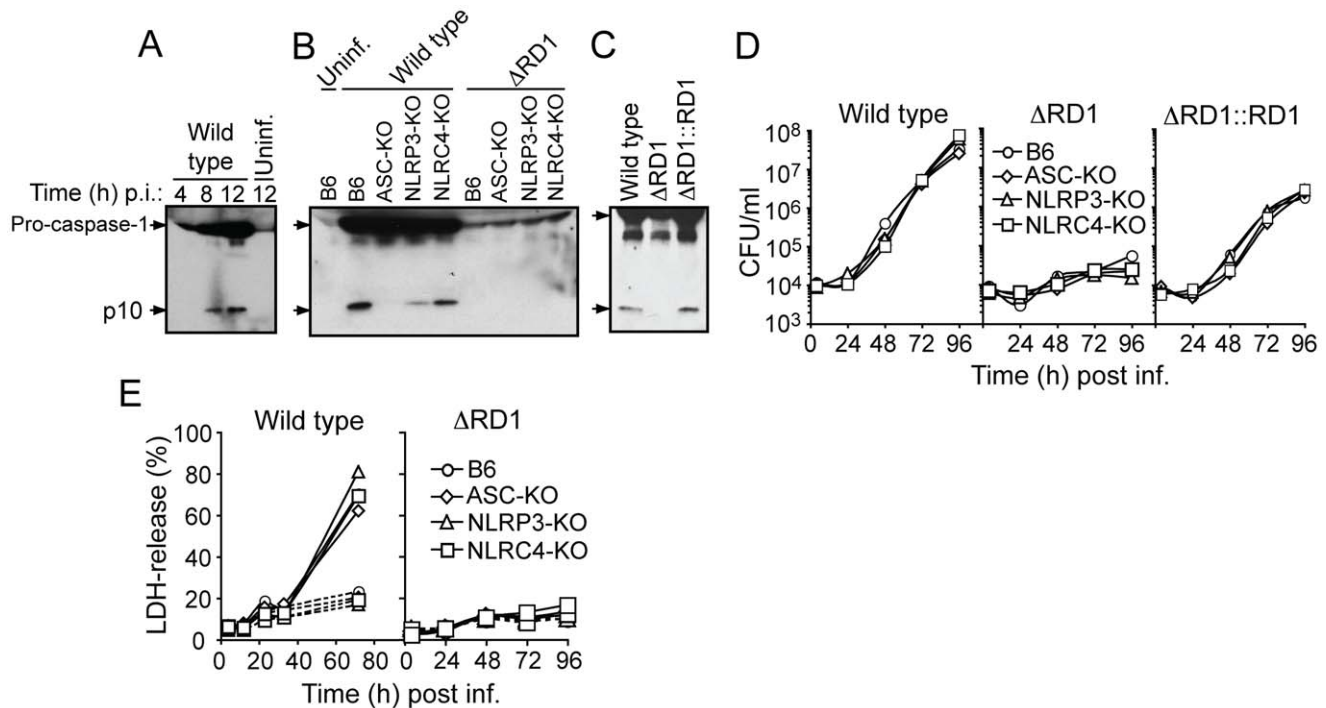 A
Wild
type
Uninf.
Time (h) p.i.: 4 8 12 12
Pro-caspase-1
p10
B
Uninf.
Wild type
ΔRD1
B6
B6
ASC-KO
NLRP3-KO
NLRC4-KO
B6
ASC-KO
NLRP3-KO
NLRC4-KO
C
Wild type
ΔRD1
ΔRD1::RD1
D
Wild type
ΔRD1
ΔRD1::RD1
CFU/ml
10⁸
10⁷
10⁶
10⁵
10⁴
10³
B6
ASC-KO
NLRP3-KO
NLRC4-KO
0 24 48 72 96 24 48 72 96 24 48 72 96
Time (h) post inf.
E
Wild type
ΔRD1
LDH-release (%)
100
80
60
40
20
0
B6
ASC-KO
NLRP3-KO
NLRC4-KO
0 20 40 60 80 0 24 48 72 96
Time (h) post inf.